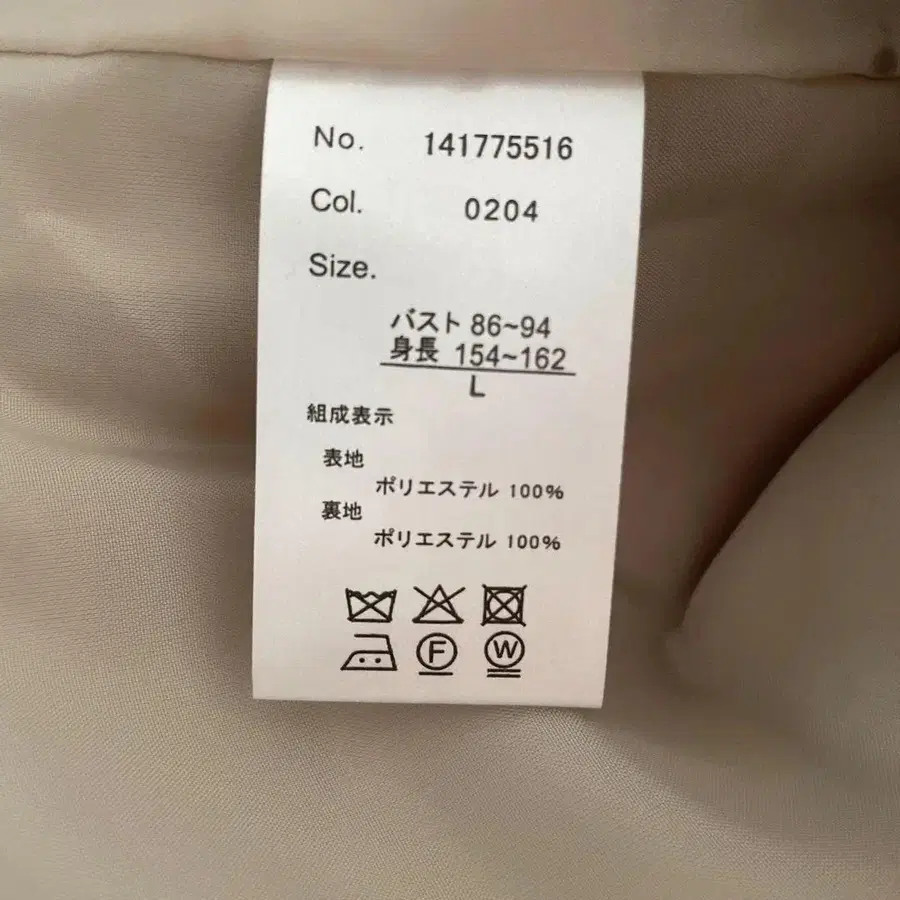 No. 141775516
Col. 0204
Size.
バスト 86~94
身長 154~162
L
組成表示
表地
ポリエステル 100%
裏地
ポリエステル 100%
F W